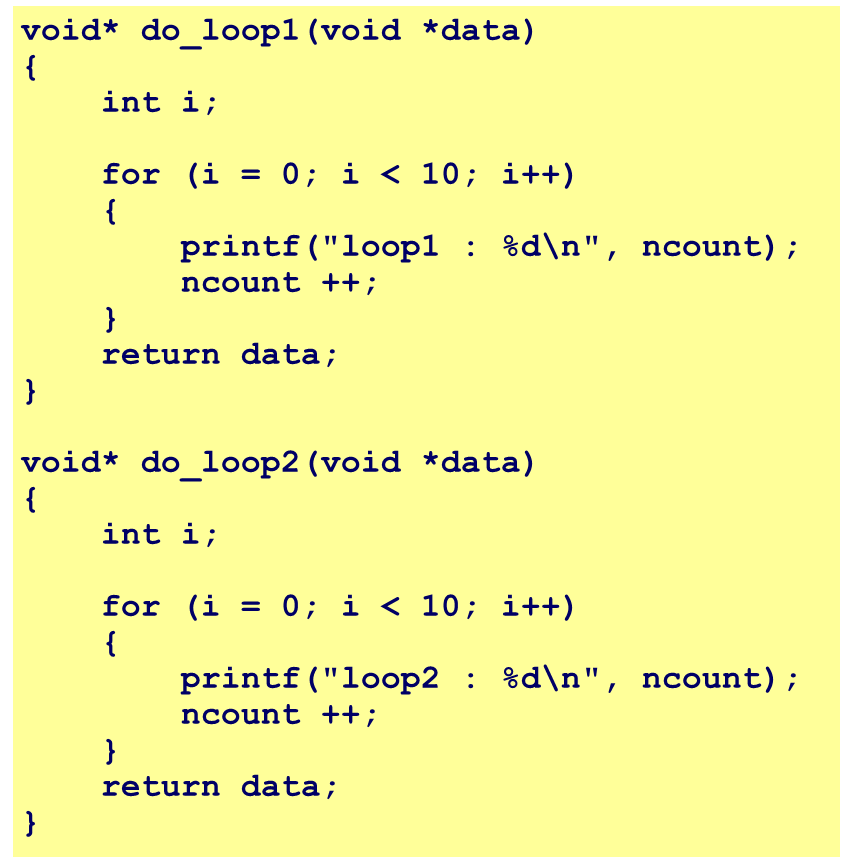 void* do_loop1(void *data)
{
    int i;

    for (i = 0; i < 10; i++)
    {
        printf("loop1 : %d\n", ncount);
        ncount ++;
    }
    return data;
}

void* do_loop2(void *data)
{
    int i;

    for (i = 0; i < 10; i++)
    {
        printf("loop2 : %d\n", ncount);
        ncount ++;
    }
    return data;
}